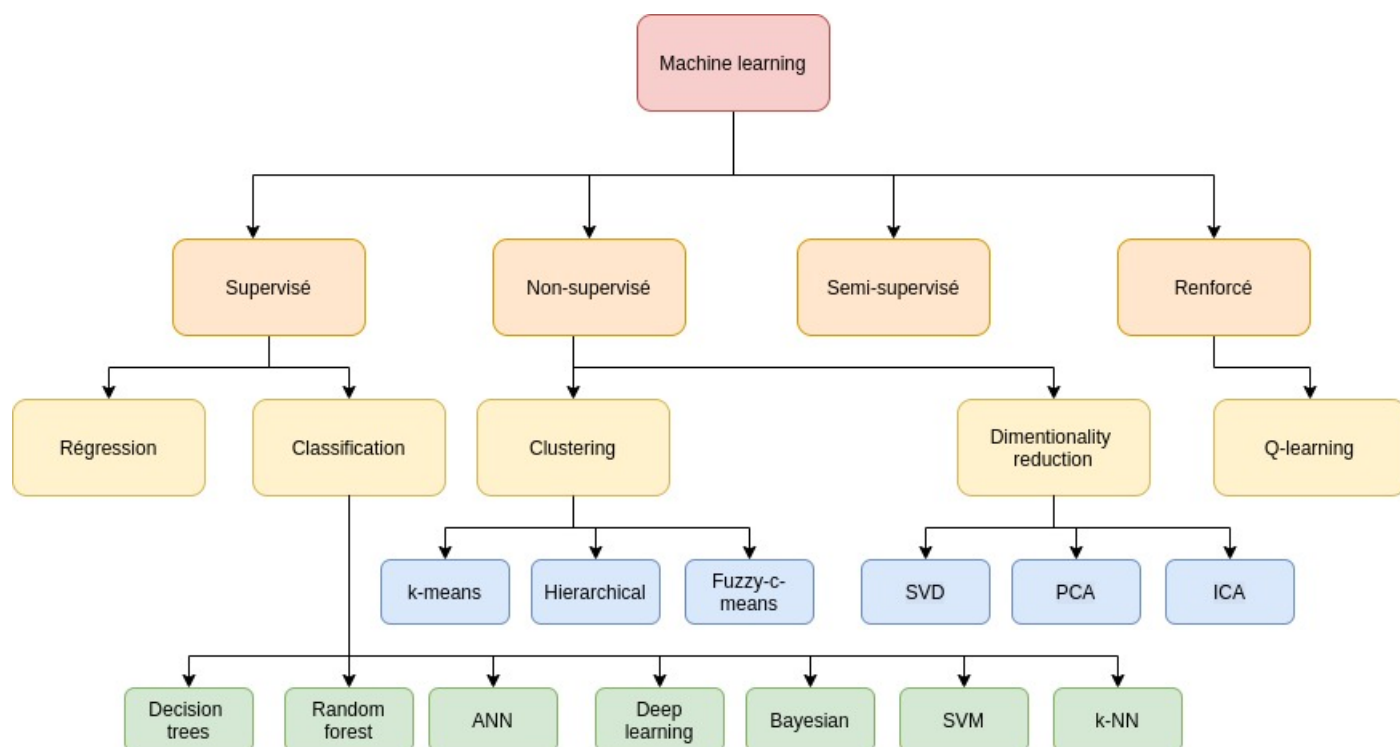 Machine learning
Supervisé
Non-supervisé
Semi-supervisé
Renforcé
Régression
Classification
Clustering
Dimentionality
reduction
Q-learning
k-means
Hierarchical
Fuzzy-c-
means
SVD
PCA
ICA
Decision
trees
Random
forest
ANN
Deep
learning
Bayesian
SVM
k-NN